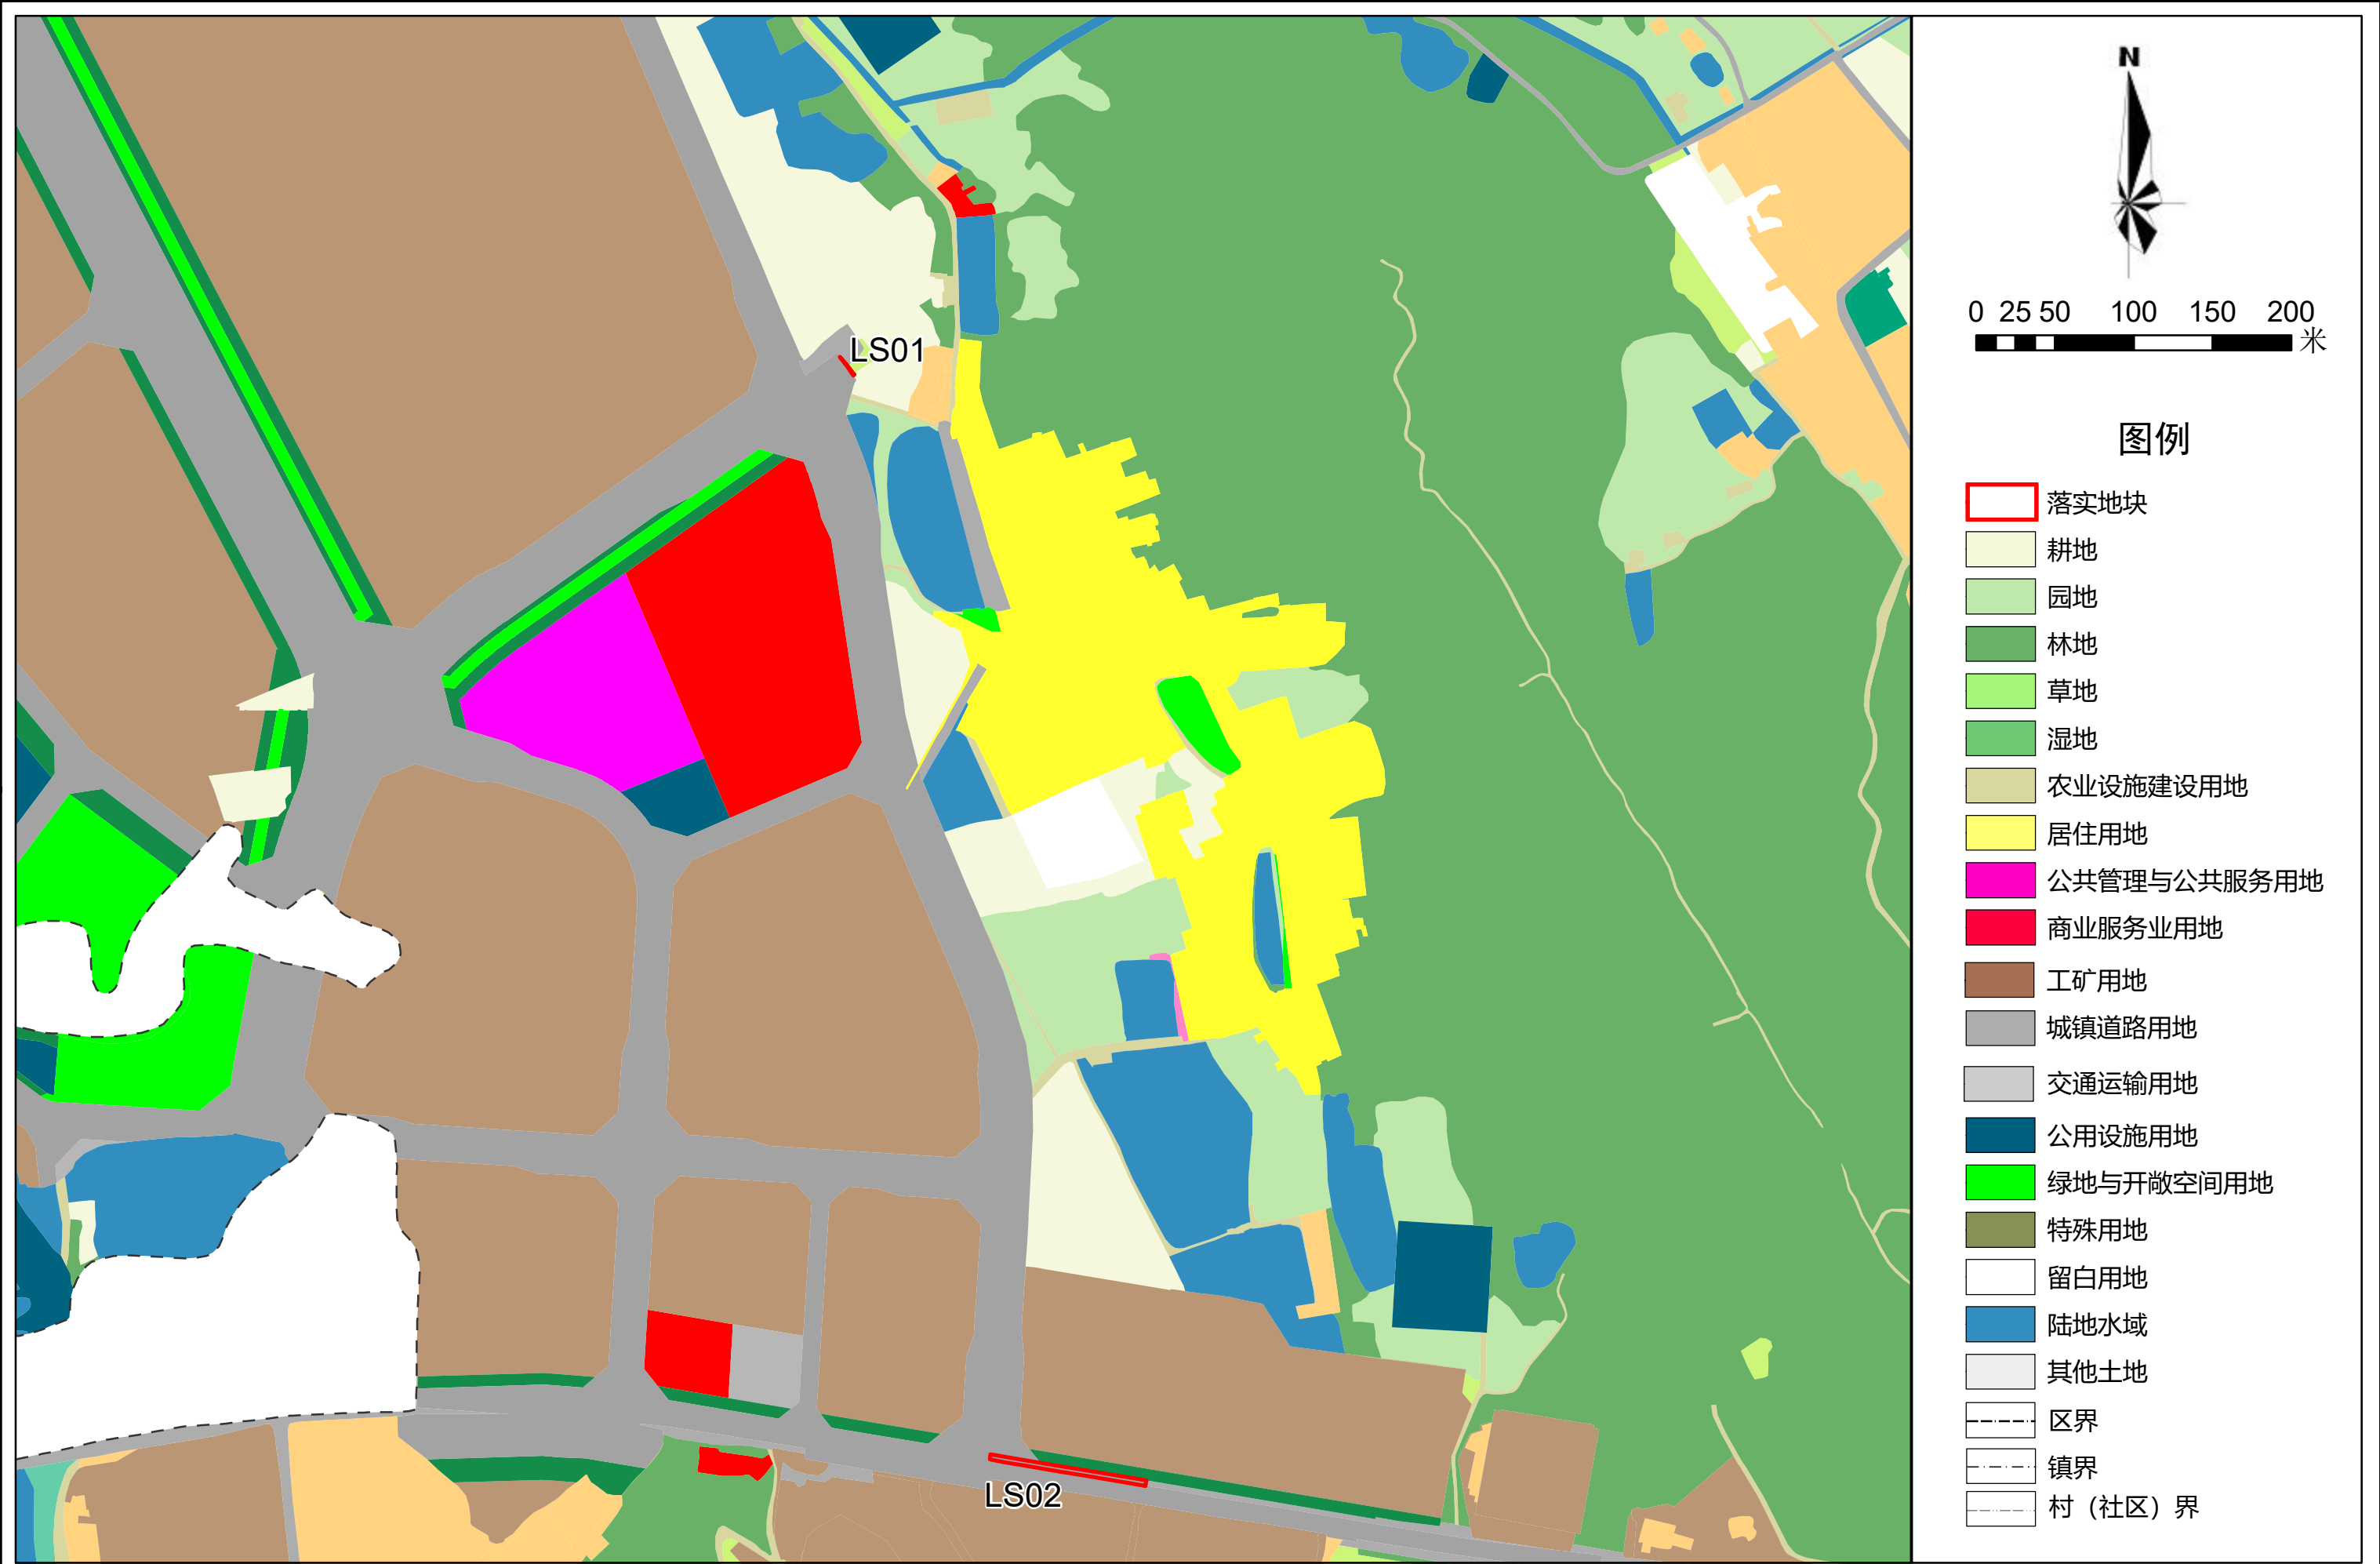 N
0 25 50 100 150 200 米
图例
落实地块
耕地
园地
林地
草地
湿地
农业设施建设用地
居住用地
公共管理与公共服务用地
商业服务业用地
工矿用地
城镇道路用地
交通运输用地
公用设施用地
绿地与开敞空间用地
特殊用地
留白用地
陆地水域
其他土地
区界
镇界
村（社区）界
LS01
LS02